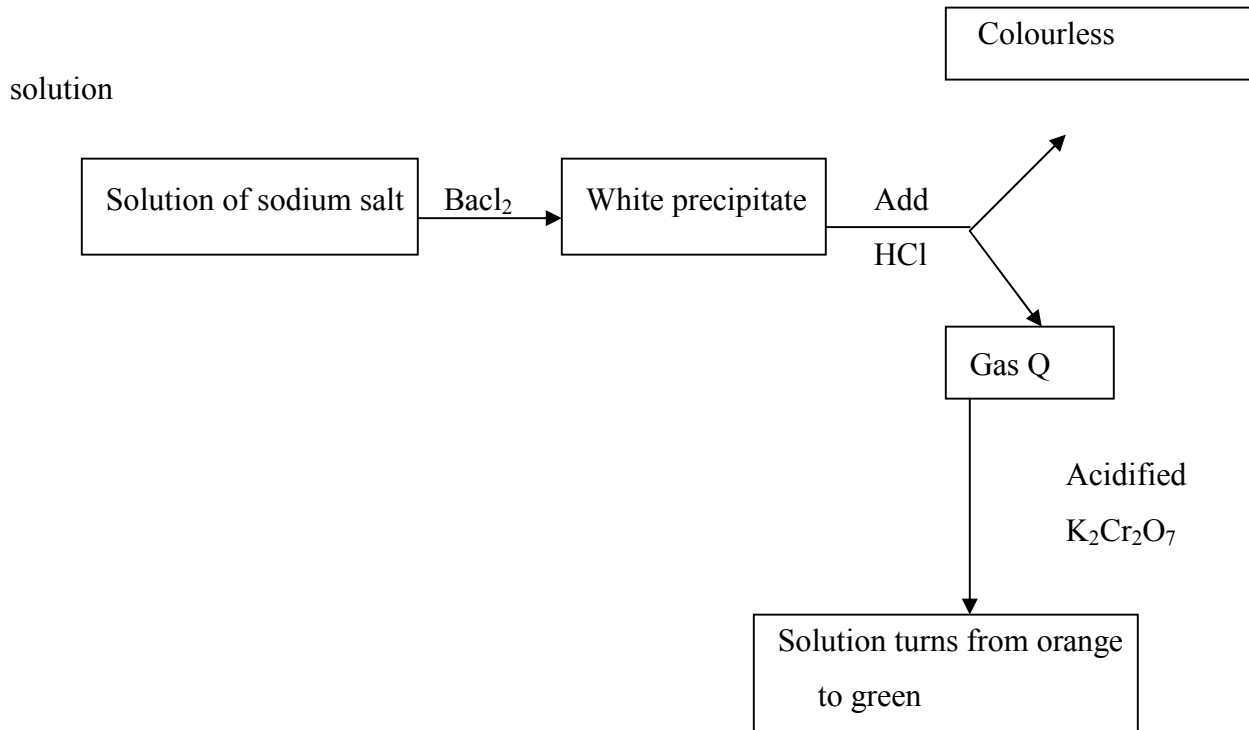 Colourless
solution
Solution of sodium salt
Bacl₂
White precipitate
Add
HCl
Gas Q
Acidified
K₂Cr₂O₇
Solution turns from orange
to green